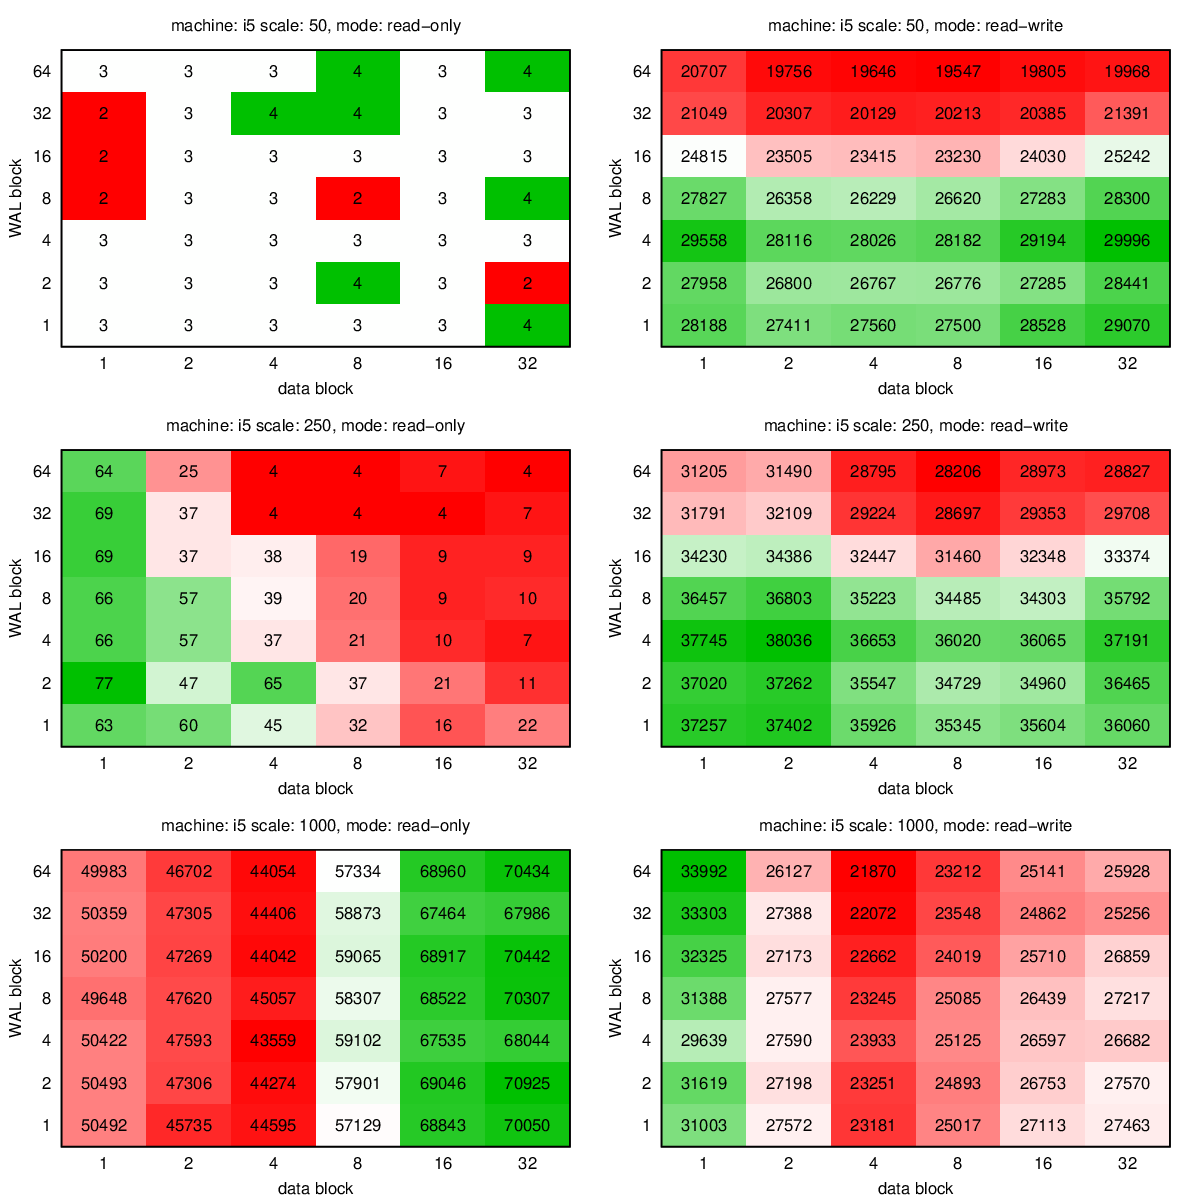 machine: i5 scale: 50, mode: read−only
64 3 3 3 4 3 4
32 2 3 4 4 3 3
16 2 3 3 3 3 3
8 2 3 3 2 3 4
4 3 3 3 3 3 3
2 3 3 3 4 3 2
1 3 3 3 3 3 4
WAL block
1 2 4 8 16 32
data block
machine: i5 scale: 50, mode: read−write
64 20707 19756 19646 19547 19805 19968
32 21049 20307 20129 20213 20385 21391
16 24815 23505 23415 23230 24030 25242
8 27827 26358 26229 26620 27283 28300
4 29558 28116 28026 28182 29194 29996
2 27958 26800 26767 26776 27285 28441
1 28188 27411 27560 27500 28528 29070
WAL block
1 2 4 8 16 32
data block
machine: i5 scale: 250, mode: read−only
64 64 25 4 4 7 4
32 69 37 4 4 4 7
16 69 37 38 19 9 9
8 66 57 39 20 9 10
4 66 57 37 21 10 7
2 77 47 65 37 21 11
1 63 60 45 32 16 22
WAL block
1 2 4 8 16 32
data block
machine: i5 scale: 250, mode: read−write
64 31205 31490 28795 28206 28973 28827
32 31791 32109 29224 28697 29353 29708
16 34230 34386 32447 31460 32348 33374
8 36457 36803 35223 34485 34303 35792
4 37745 38036 36653 36020 36065 37191
2 37020 37262 35547 34729 34960 36465
1 37257 37402 35926 35345 35604 36060
WAL block
1 2 4 8 16 32
data block
machine: i5 scale: 1000, mode: read−only
64 49983 46702 44054 57334 68960 70434
32 50359 47305 44406 58873 67464 67986
16 50200 47269 44042 59065 68917 70442
8 49648 47620 45057 58307 68522 70307
4 50422 47593 43559 59102 67535 68044
2 50493 47306 44274 57901 69046 70925
1 50492 45735 44595 57129 68843 70050
WAL block
1 2 4 8 16 32
data block
machine: i5 scale: 1000, mode: read−write
64 33992 26127 21870 23212 25141 25928
32 33303 27388 22072 23548 24862 25256
16 32325 27173 22662 24019 25710 26859
8 31388 27577 23245 25085 26439 27217
4 29639 27590 23933 25125 26597 26682
2 31619 27198 23251 24893 26753 27570
1 31003 27572 23181 25017 27113 27463
WAL block
1 2 4 8 16 32
data block